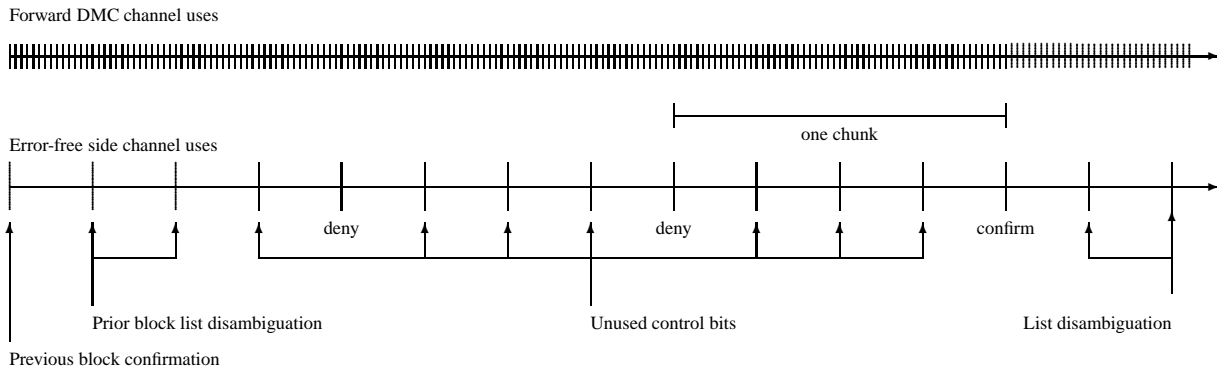 Forward DMC channel uses
one chunk
Error-free side channel uses
deny
deny
confirm
Prior block list disambiguation
Unused control bits
List disambiguation
Previous block confirmation